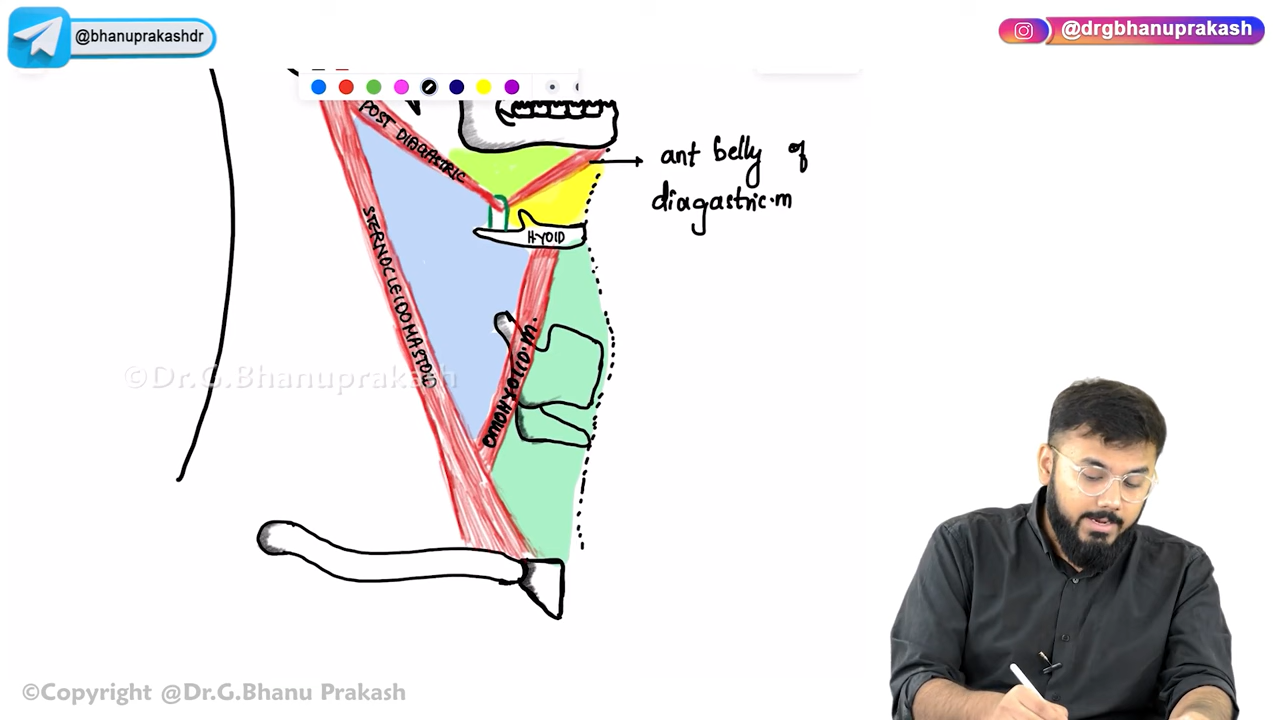 @bhanuprakashdr
@drgbhanuprakash
POST DIAGASTRIC
ant belly of
diagastric.m
STERNOCLEIDOMASTOID
HYOID
OMOHYOID.m.
©Dr.G.Bhanuprakash
©Copyright @Dr.G.Bhanu Prakash